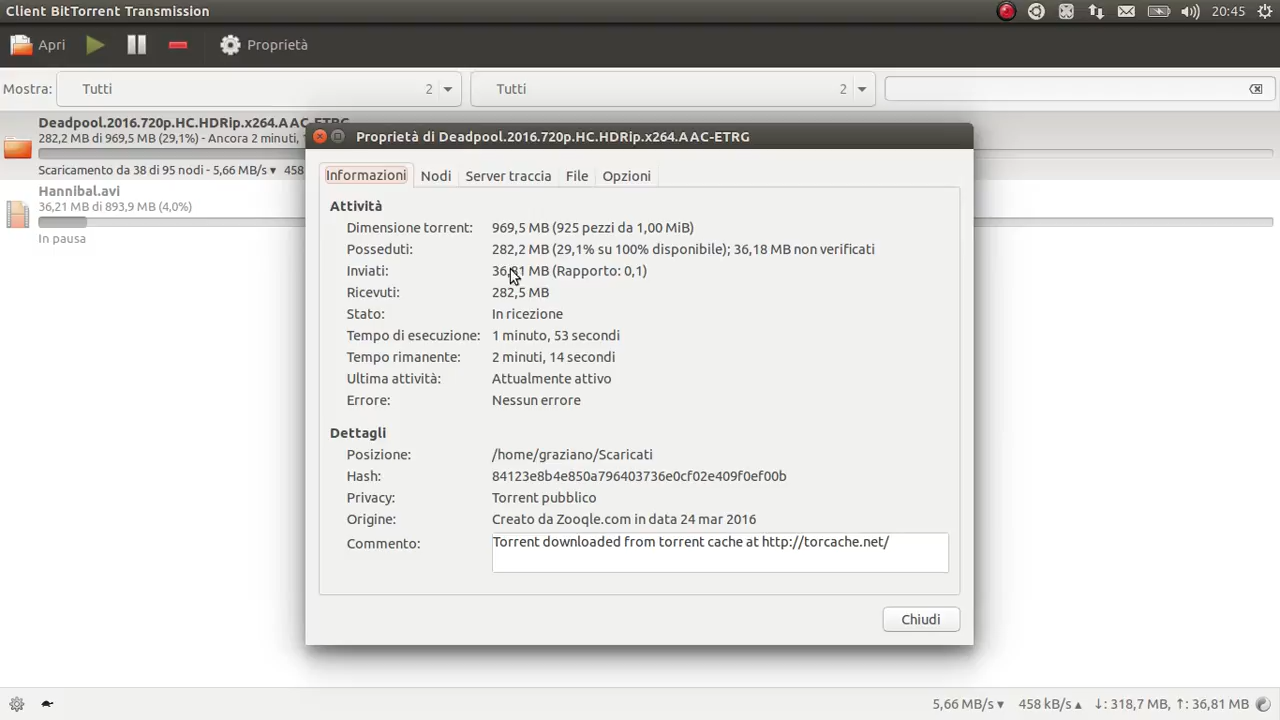 Client BitTorrent Transmission
20:45
Apri
Proprietà
Mostra: Tutti 2 Tutti 2
Deadpool.2016.720p.HC.HDRip.x264.AAC-ETRG
282,2 MB di 969,5 MB (29,1%) - Ancora 2 minuti,
Scaricamento da 38 di 95 nodi - 5,66 MB/s 458
Hannibal.avi
36,21 MB di 893,9 MB (4,0%)
In pausa
Proprietà di Deadpool.2016.720p.HC.HDRip.x264.AAC-ETRG
Informazioni Nodi Server traccia File Opzioni
Attività
Dimensione torrent: 969,5 MB (925 pezzi da 1,00 MiB)
Posseduti: 282,2 MB (29,1% su 100% disponibile); 36,18 MB non verificati
Inviati: 36,81 MB (Rapporto: 0,1)
Ricevuti: 282,5 MB
Stato: In ricezione
Tempo di esecuzione: 1 minuto, 53 secondi
Tempo rimanente: 2 minuti, 14 secondi
Ultima attività: Attualmente attivo
Errore: Nessun errore
Dettagli
Posizione: /home/graziano/Scaricati
Hash: 84123e8b4e850a796403736e0cf02e409f0ef00b
Privacy: Torrent pubblico
Origine: Creato da Zooqle.com in data 24 mar 2016
Commento: Torrent downloaded from torrent cache at http://torcache.net/
Chiudi
5,66 MB/s 458 kB/s ↓: 318,7 MB, ↑: 36,81 MB